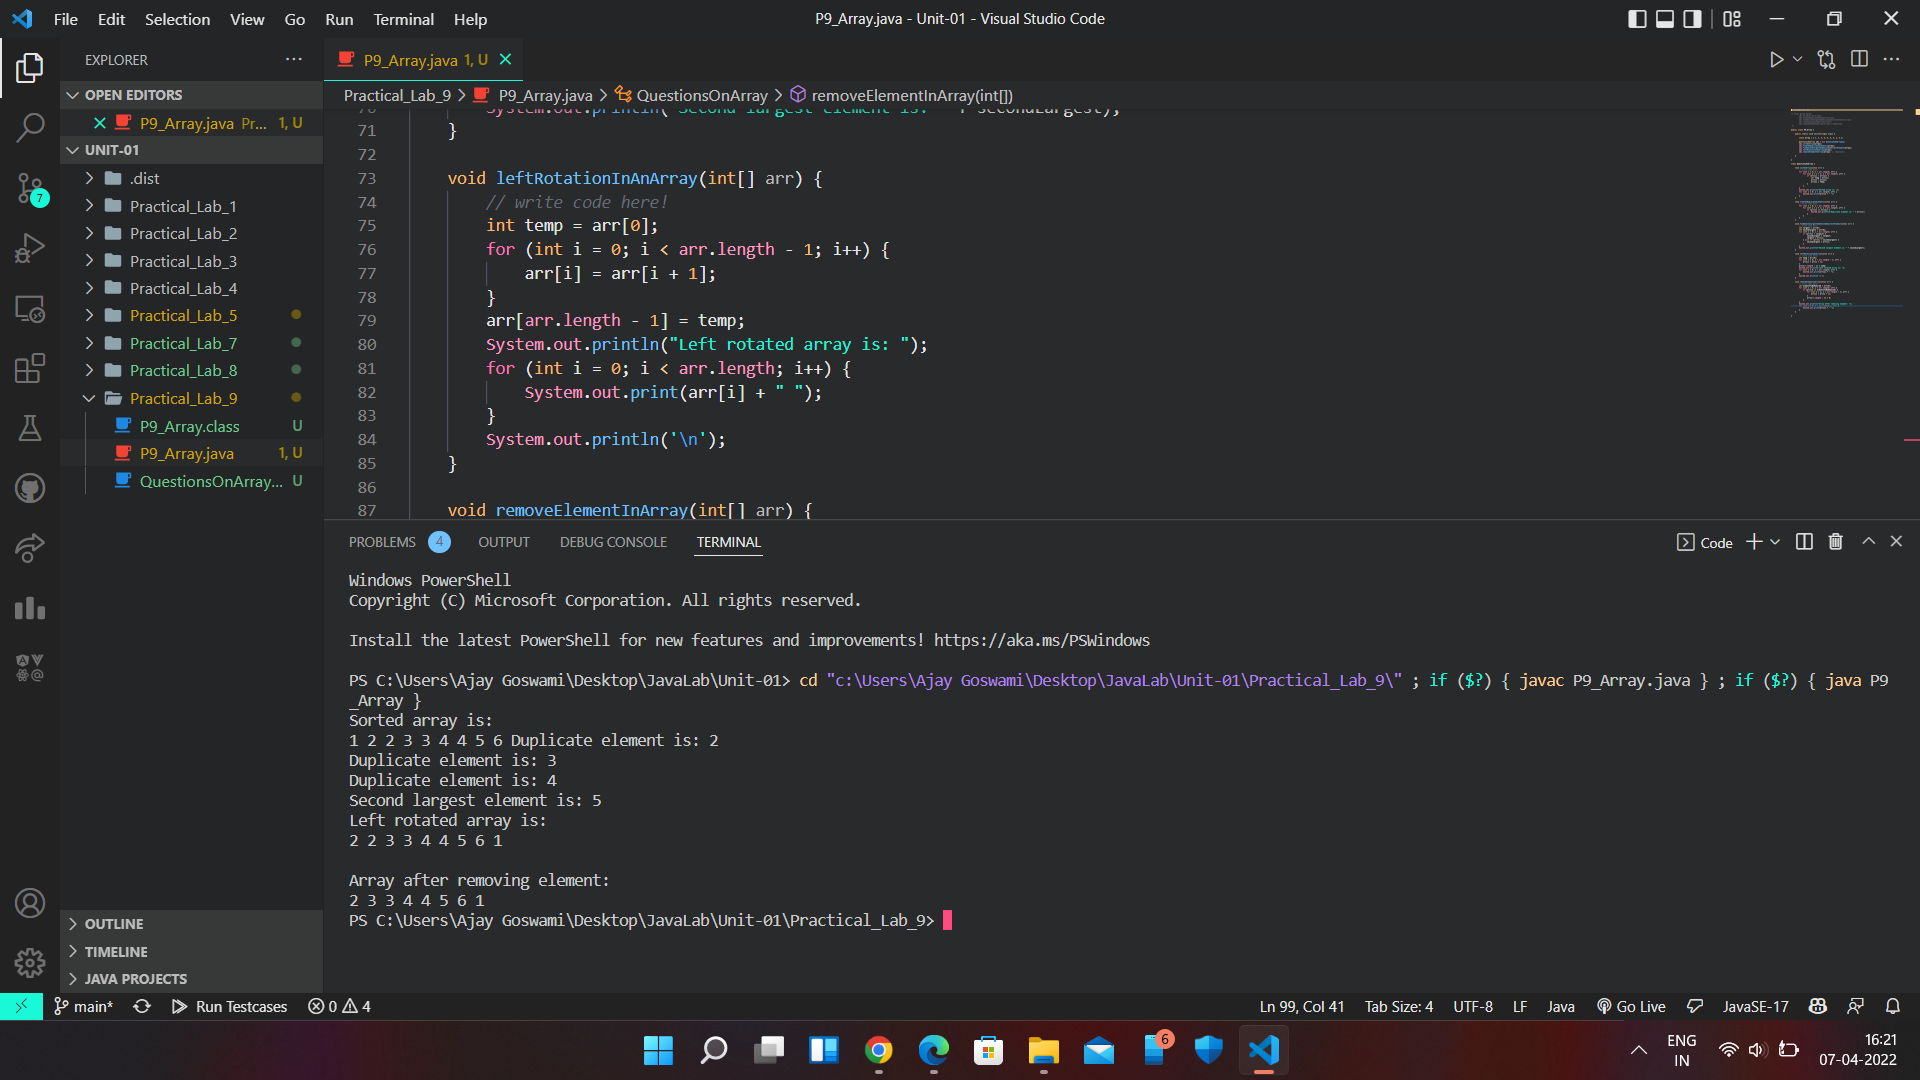 File Edit Selection View Go Run Terminal Help
P9_Array.java - Unit-01 - Visual Studio Code
EXPLORER
P9_Array.java 1, U
OPEN EDITORS
P9_Array.java Pr... 1, U
UNIT-01
.dist
Practical_Lab_1
Practical_Lab_2
Practical_Lab_3
Practical_Lab_4
Practical_Lab_5
Practical_Lab_7
Practical_Lab_8
Practical_Lab_9
P9_Array.class U
P9_Array.java 1, U
QuestionsOnArray... U
7
OUTLINE
TIMELINE
JAVA PROJECTS
Practical_Lab_9 > P9_Array.java > QuestionsOnArray > removeElementInArray(int[])
70 System.out.println("Second largest element is: " + secondLargest);
71 }
72
73 void leftRotationInAnArray(int[] arr) {
74 // write code here!
75 int temp = arr[0];
76 for (int i = 0; i < arr.length - 1; i++) {
77 arr[i] = arr[i + 1];
78 }
79 arr[arr.length - 1] = temp;
80 System.out.println("Left rotated array is: ");
81 for (int i = 0; i < arr.length; i++) {
82 System.out.print(arr[i] + " ");
83 }
84 System.out.println('\n');
85 }
86
87 void removeElementInArray(int[] arr) {
PROBLEMS 4 OUTPUT DEBUG CONSOLE TERMINAL
Code
Windows PowerShell
Copyright (C) Microsoft Corporation. All rights reserved.
Install the latest PowerShell for new features and improvements! https://aka.ms/PSWindows
PS C:\Users\Ajay Goswami\Desktop\JavaLab\Unit-01> cd "c:\Users\Ajay Goswami\Desktop\JavaLab\Unit-01\Practical_Lab_9\" ; if ($?) { javac P9_Array.java } ; if ($?) { java P9
_Array }
Sorted array is:
1 2 2 3 3 4 4 5 6 Duplicate element is: 2
Duplicate element is: 3
Duplicate element is: 4
Second largest element is: 5
Left rotated array is:
2 2 3 3 4 4 5 6 1
Array after removing element:
2 3 3 4 4 5 6 1
PS C:\Users\Ajay Goswami\Desktop\JavaLab\Unit-01\Practical_Lab_9>
main* Run Testcases 0 4
Ln 99, Col 41 Tab Size: 4 UTF-8 LF Java Go Live JavaSE-17
6
ENG
IN
16:21
07-04-2022